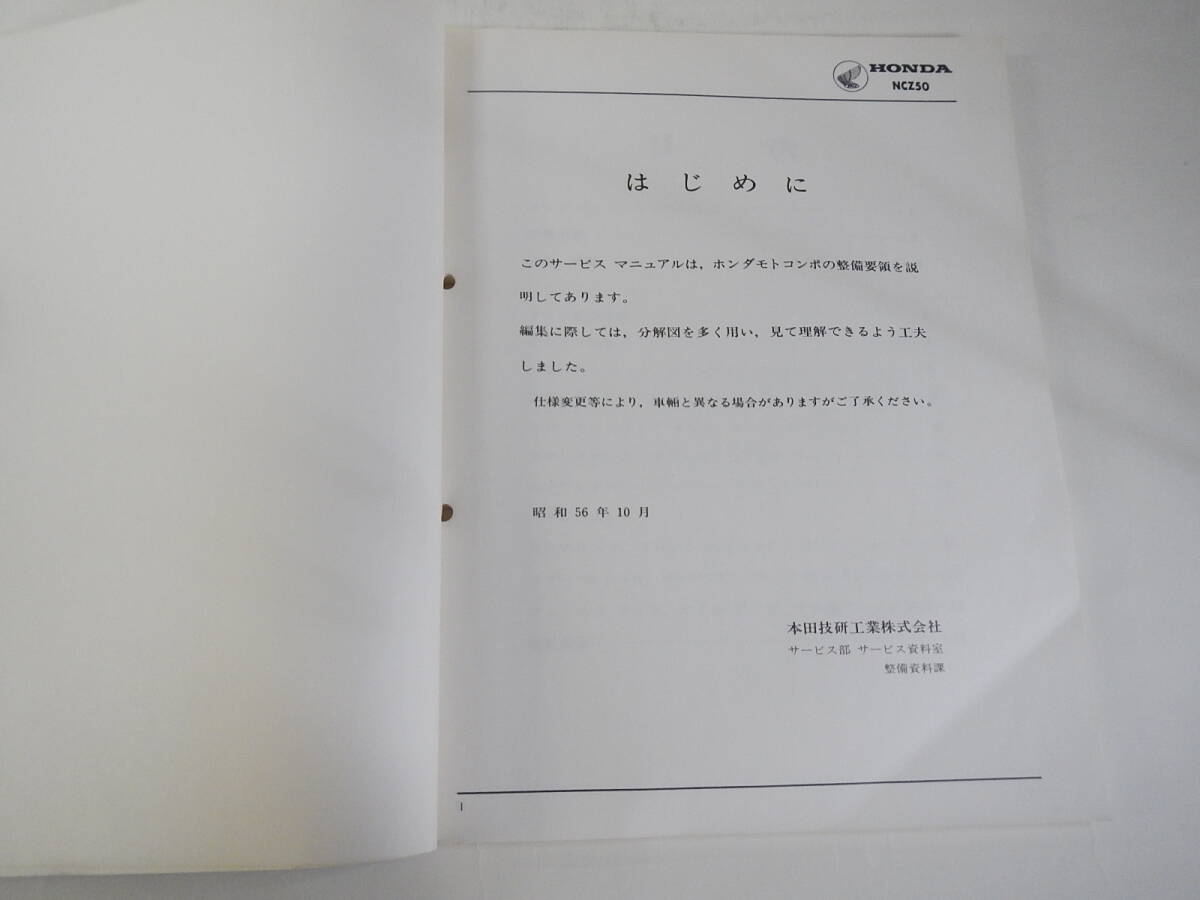 HONDA
NCZ50
はじめに
このサービス マニュアルは，ホンダモトコンポの整備要領を説
明してあります。
編集に際しては，分解図を多く用い，見て理解できるよう工夫
しました。
仕様変更等により，車輛と異なる場合がありますがご了承ください。
昭和 56 年 10 月
本田技研工業株式会社
サービス部 サービス資料室
整備資料課
1